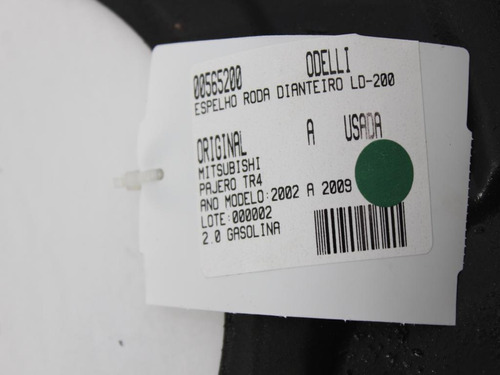 00565200 ODELLI
ESPELHO RODA DIANTEIRO LD-200
ORIGINAL A USADA
MITSUBISHI
PAJERO TR4
ANO MODELO:2002 A 2009
LOTE:000002
2.0 GASOLINA